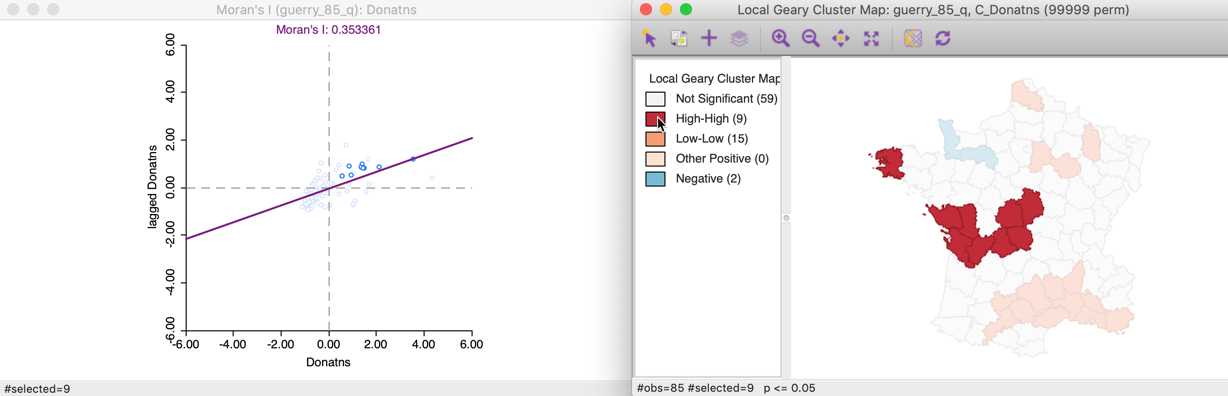 Moran's I (guerry_85_q): Donatns
Moran's I: 0.353361
6.00
4.00
2.00
0.00
-2.00
-4.00
-6.00
lagged Donatns
-6.00 -4.00 -2.00 0.00 2.00 4.00 6.00
Donatns
#selected=9
Local Geary Cluster Map: guerry_85_q, C_Donatns (99999 perm)
Local Geary Cluster Map
Not Significant (59)
High-High (9)
Low-Low (15)
Other Positive (0)
Negative (2)
#obs=85 #selected=9 p <= 0.05